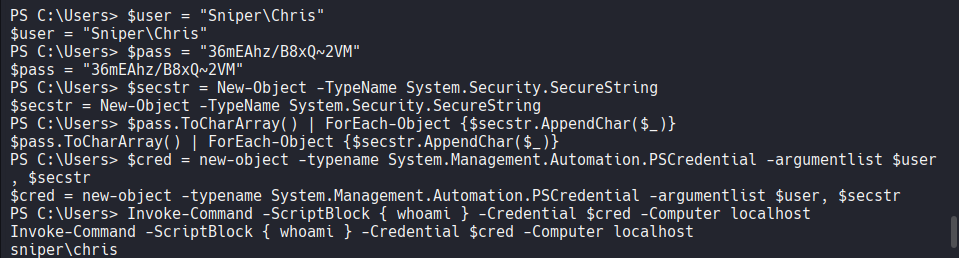 PS C:\Users> $user = "Sniper\Chris"
$user = "Sniper\Chris"
PS C:\Users> $pass = "36mEAhz/B8xQ~2VM"
$pass = "36mEAhz/B8xQ~2VM"
PS C:\Users> $secstr = New-Object -TypeName System.Security.SecureString
$secstr = New-Object -TypeName System.Security.SecureString
PS C:\Users> $pass.ToCharArray() | ForEach-Object {$secstr.AppendChar($_)}
$pass.ToCharArray() | ForEach-Object {$secstr.AppendChar($_)}
PS C:\Users> $cred = new-object -typename System.Management.Automation.PSCredential -argumentlist $user
, $secstr
$cred = new-object -typename System.Management.Automation.PSCredential -argumentlist $user, $secstr
PS C:\Users> Invoke-Command -ScriptBlock { whoami } -Credential $cred -Computer localhost
Invoke-Command -ScriptBlock { whoami } -Credential $cred -Computer localhost
sniper\chris